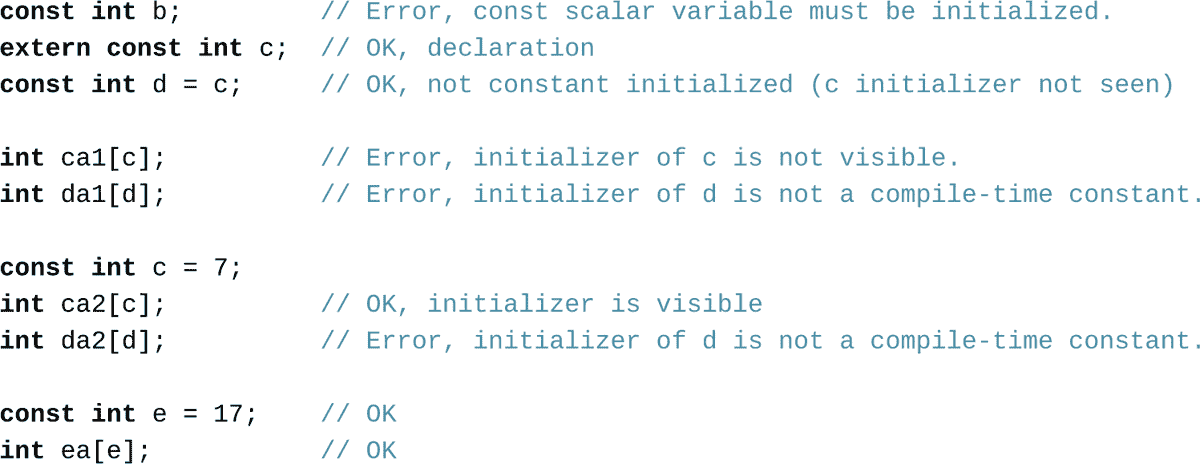 const int b;         // Error, const scalar variable must be initialized.
extern const int c;  // OK, declaration
const int d = c;     // OK, not constant initialized (c initializer not seen)
int ca1[c];          // Error, initializer of c is not visible.
int da1[d];          // Error, initializer of d is not a compile-time constant.
const int c = 7;
int ca2[c];          // OK, initializer is visible
int da2[d];          // Error, initializer of d is not a compile-time constant.
const int e = 17;    // OK
int ea[e];           // OK